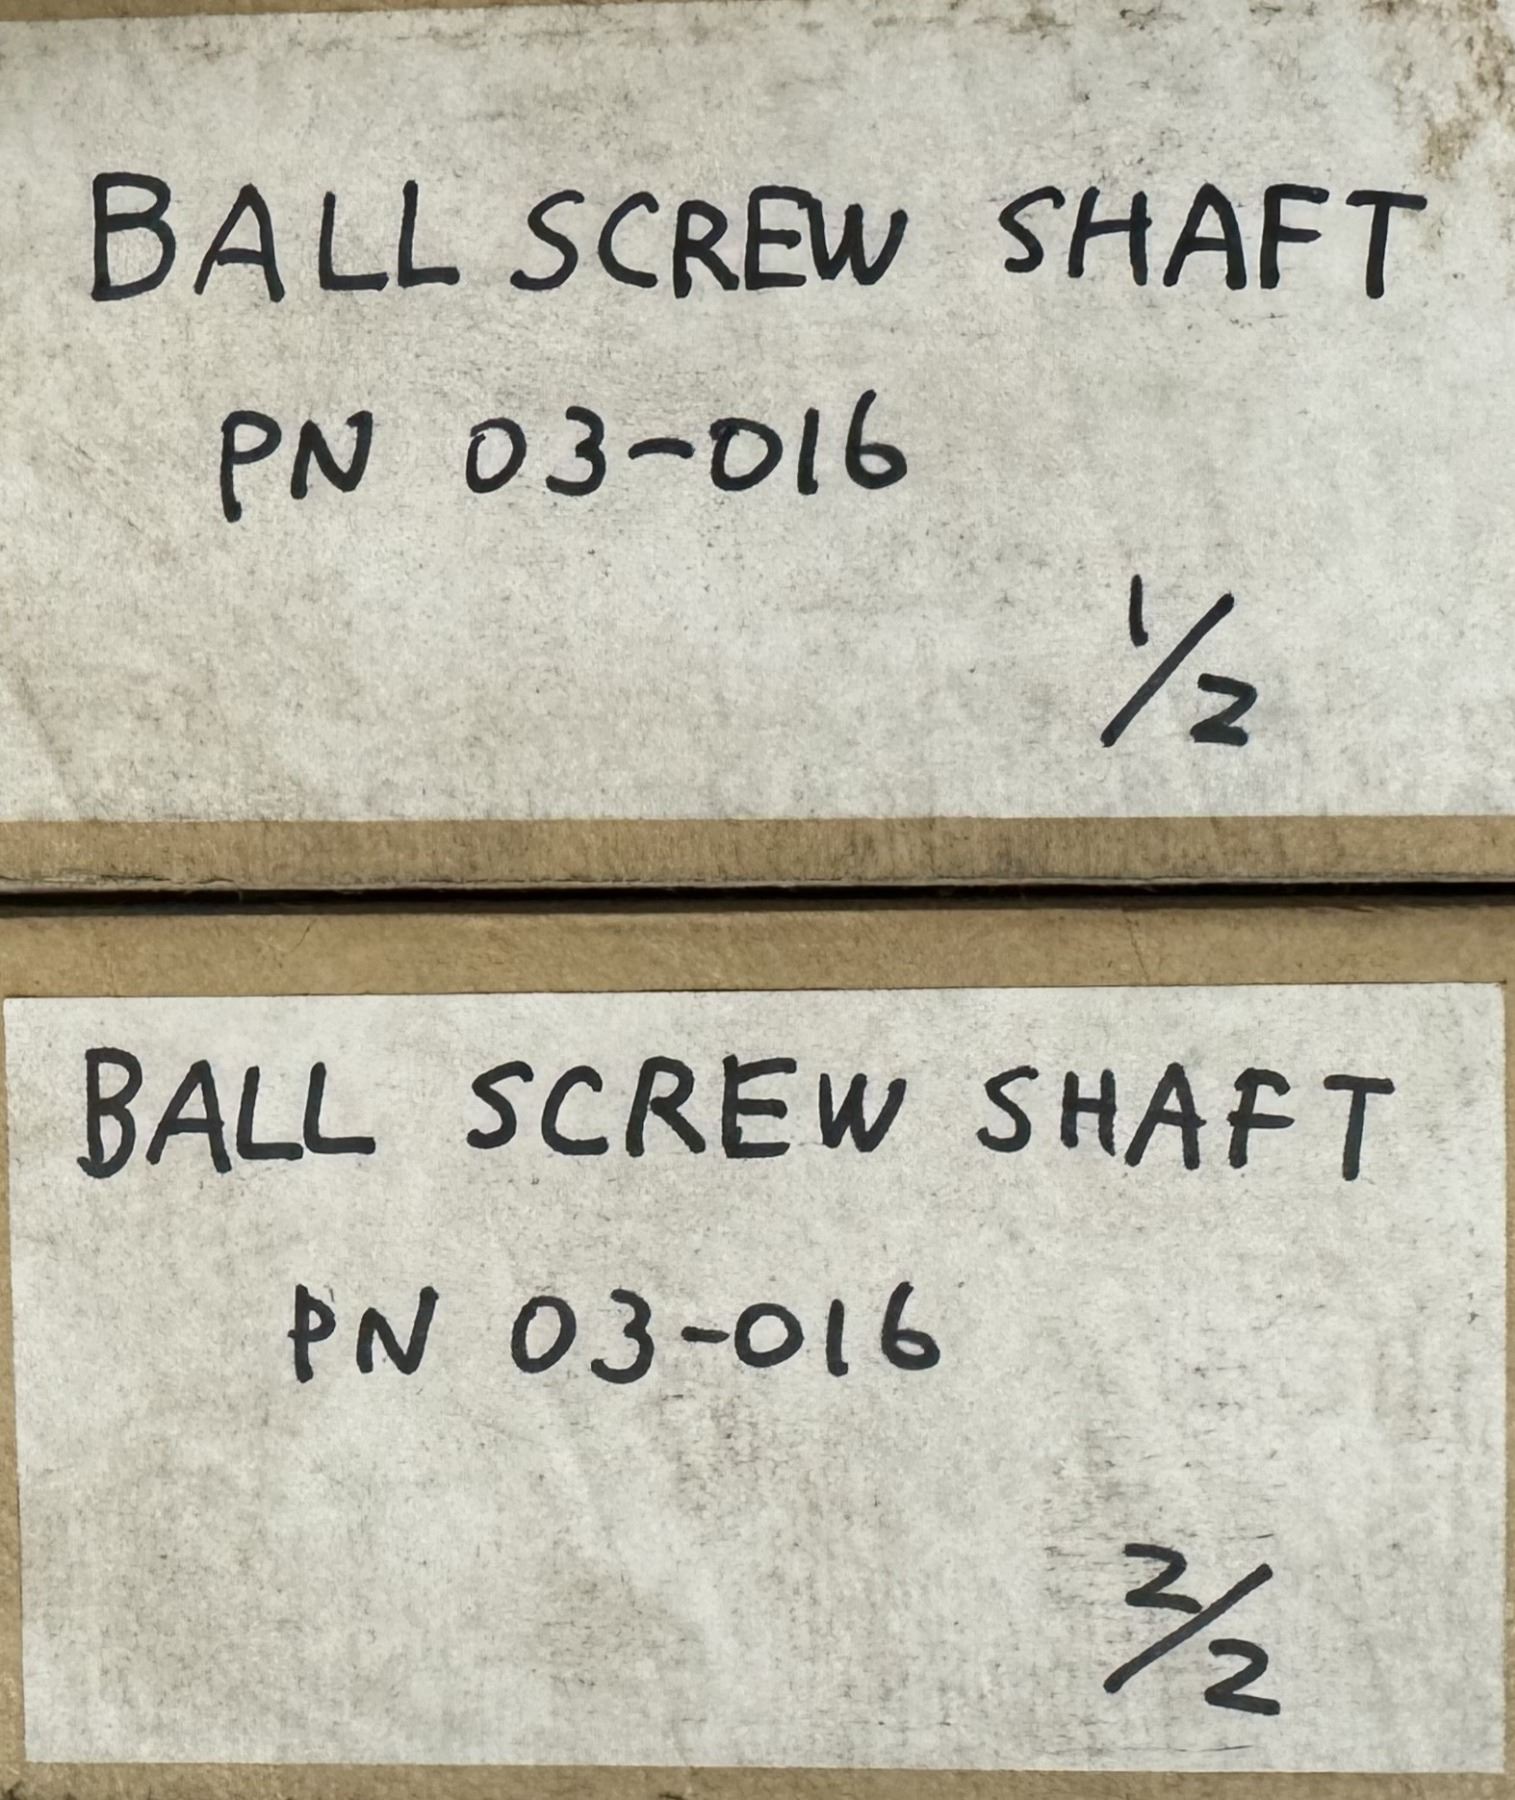 BALL SCREW SHAFT
PN 03-016
1/2
BALL SCREW SHAFT
PN 03-016
2/2